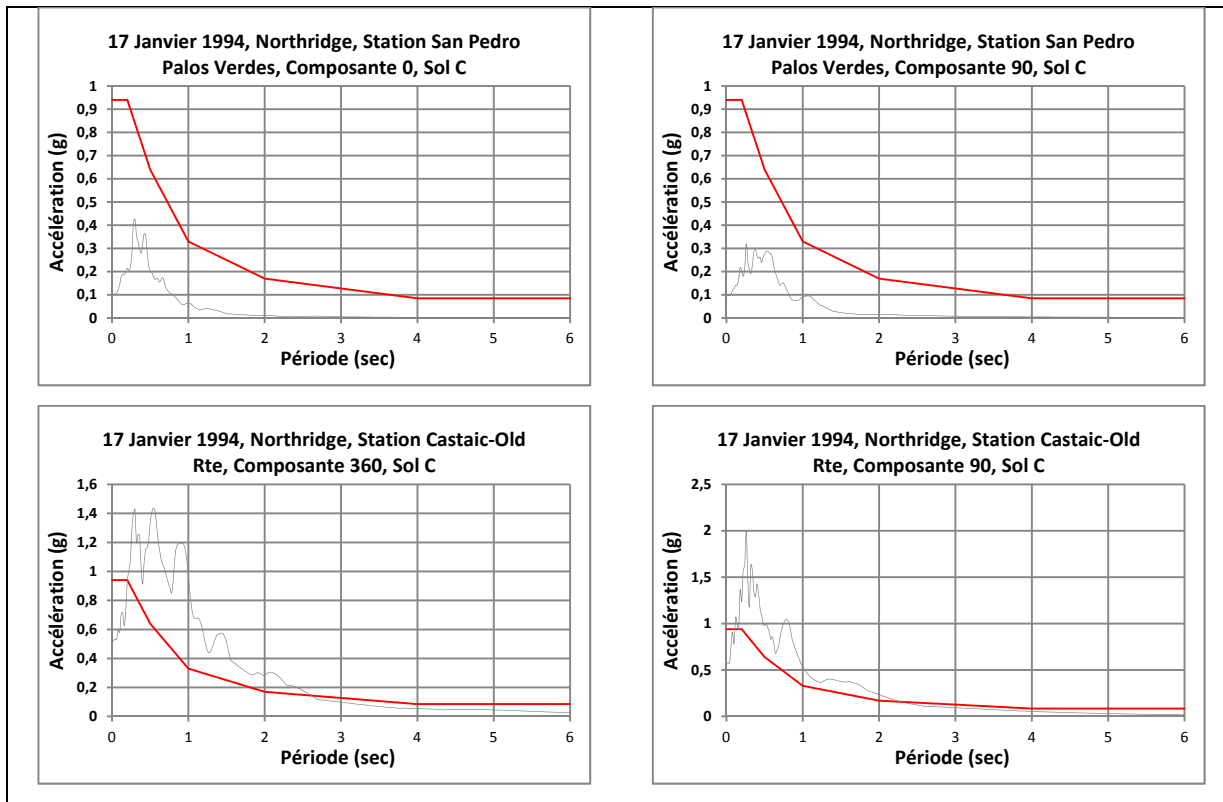 17 Janvier 1994, Northridge, Station San Pedro
Palos Verdes, Composante 0, Sol C
Accélération (g)
1
0,9
0,8
0,7
0,6
0,5
0,4
0,3
0,2
0,1
0
0 1 2 3 4 5 6
Période (sec)
17 Janvier 1994, Northridge, Station San Pedro
Palos Verdes, Composante 90, Sol C
Accélération (g)
1
0,9
0,8
0,7
0,6
0,5
0,4
0,3
0,2
0,1
0
0 1 2 3 4 5 6
Période (sec)
17 Janvier 1994, Northridge, Station Castaic-Old
Rte, Composante 360, Sol C
Accélération (g)
1,6
1,4
1,2
1
0,8
0,6
0,4
0,2
0
0 1 2 3 4 5 6
Période (sec)
17 Janvier 1994, Northridge, Station Castaic-Old
Rte, Composante 90, Sol C
Accélération (g)
2,5
2
1,5
1
0,5
0
0 1 2 3 4 5 6
Période (sec)